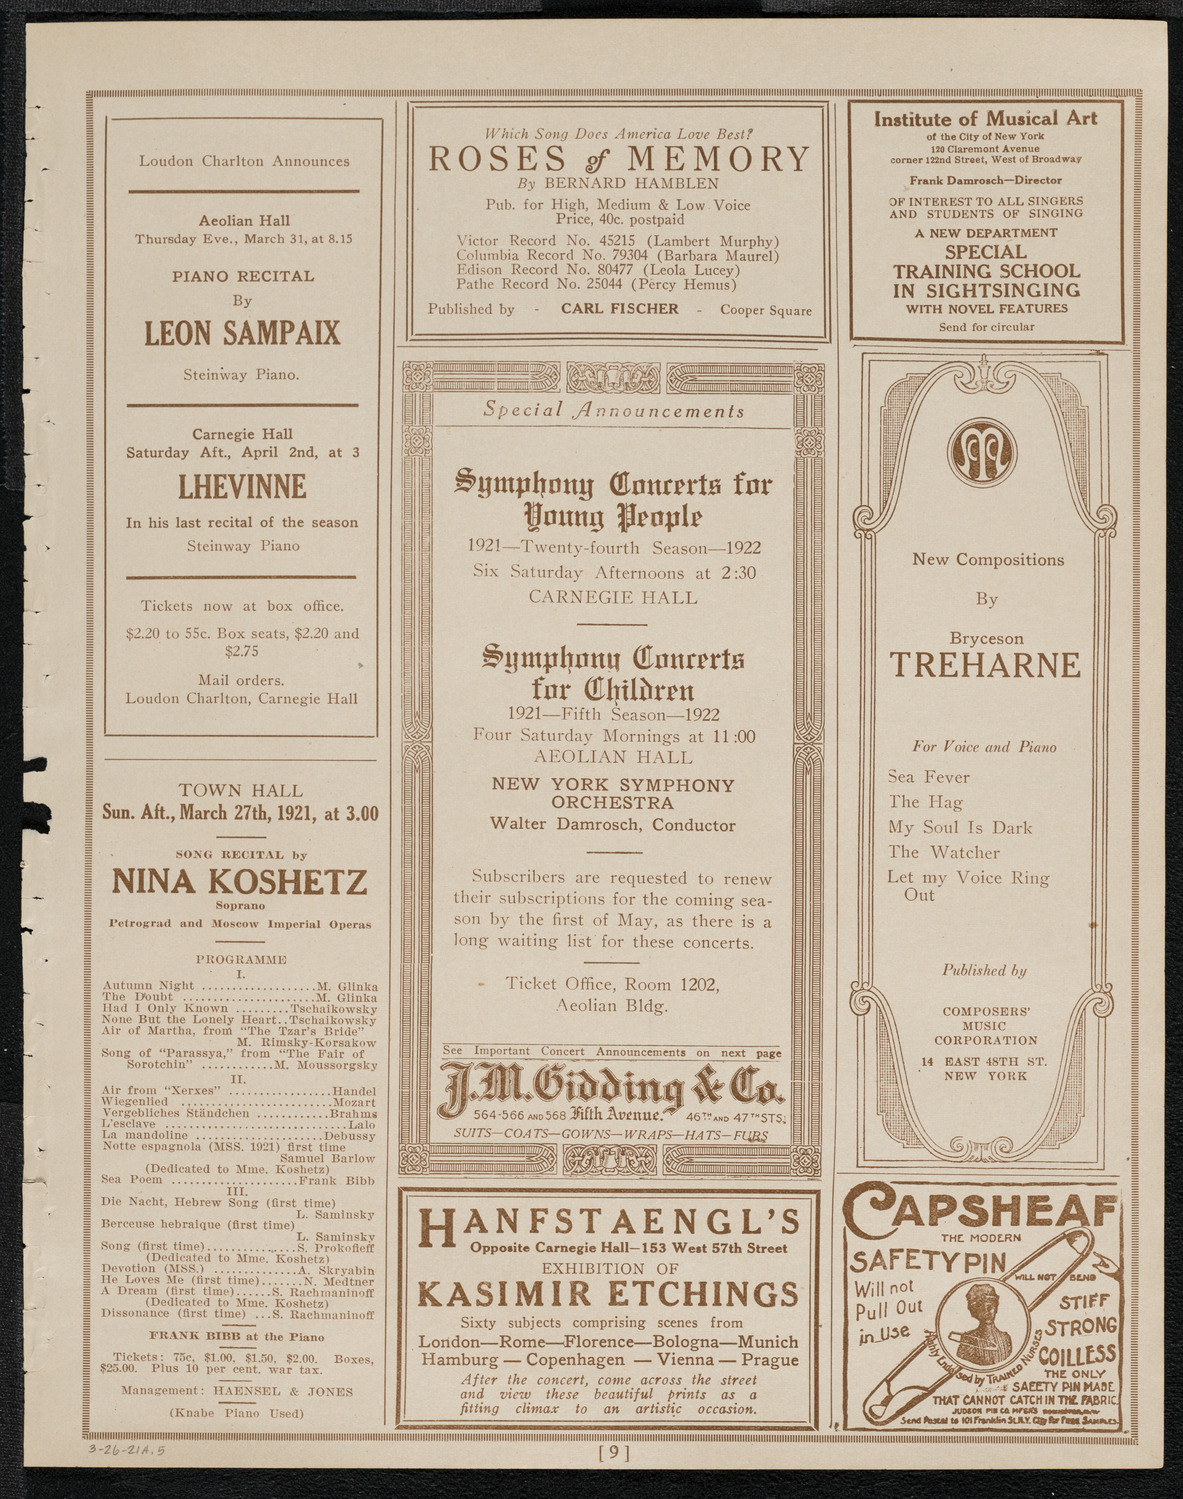 Loudon Charlton Announces
Aeolian Hall
Thursday Eve., March 31, at 8.15
PIANO RECITAL
By
LEON SAMPAIX
Steinway Piano.
Carnegie Hall
Saturday Aft., April 2nd, at 3
LHEVINNE
In his last recital of the season
Steinway Piano
Tickets now at box office.
$2.20 to 55c. Box seats, $2.20 and
$2.75
Mail orders.
Loudon Charlton, Carnegie Hall
TOWN HALL
Sun. Aft., March 27th, 1921, at 3.00
SONG RECITAL by
NINA KOSHETZ
Soprano
Petrograd and Moscow Imperial Operas
PROGRAMME
I.
Autumn Night ..................M. Glinka
The Doubt .....................M. Glinka
Had I Only Known .........Tschaikowsky
None But the Lonely Heart..Tschaikowsky
Air of Martha, from "The Tzar's Bride"
M. Rimsky-Korsakow
Song of "Parassya," from "The Fair of
Sorotchin" ............M. Moussorgsky
II.
Air from "Xerxes" .................Handel
Wiegenlied ........................Mozart
Vergebliches Ständchen ............Brahms
L'esclave ............................Lalo
La mandoline .....................Debussy
Notte espagnola (MSS. 1921) first time
Samuel Barlow
(Dedicated to Mme. Koshetz)
Sea Poem .....................Frank Bibb
III.
Die Nacht, Hebrew Song (first time)
L. Saminsky
Berceuse hebraique (first time)
L. Saminsky
Song (first time)...............S. Prokofieff
(Dedicated to Mme. Koshetz)
Devotion (MSS.) ..............A. Skryabin
He Loves Me (first time).......N. Medtner
A Dream (first time)......S. Rachmaninoff
(Dedicated to Mme. Koshetz)
Dissonance (first time) ...S. Rachmaninoff
FRANK BIBB at the Piano
Tickets: 75c, $1.00, $1.50, $2.00. Boxes,
$25.00. Plus 10 per cent. war tax.
Management: HAENSEL & JONES
(Knabe Piano Used)
Which Song Does America Love Best?
ROSES of MEMORY
By BERNARD HAMBLEN
Pub. for High, Medium & Low Voice
Price, 40c. postpaid
Victor Record No. 45215 (Lambert Murphy)
Columbia Record No. 79304 (Barbara Maurel)
Edison Record No. 80477 (Leola Lucey)
Pathe Record No. 25044 (Percy Hemus)
Published by - CARL FISCHER - Cooper Square
Special Announcements
Symphony Concerts for
Young People
1921—Twenty-fourth Season—1922
Six Saturday Afternoons at 2:30
CARNEGIE HALL
Symphony Concerts
for Children
1921—Fifth Season—1922
Four Saturday Mornings at 11:00
AEOLIAN HALL
NEW YORK SYMPHONY
ORCHESTRA
Walter Damrosch, Conductor
Subscribers are requested to renew
their subscriptions for the coming sea-
son by the first of May, as there is a
long waiting list for these concerts.
Ticket Office, Room 1202,
Aeolian Bldg.
See Important Concert Announcements on next page
J.M. Gidding & Co.
564-566 AND 568 Fifth Avenue. 46TH AND 47TH STS.
SUITS—COATS—GOWNS—WRAPS—HATS—FURS
HANFSTAENGL'S
Opposite Carnegie Hall—153 West 57th Street
EXHIBITION OF
KASIMIR ETCHINGS
Sixty subjects comprising scenes from
London—Rome—Florence—Bologna—Munich
Hamburg — Copenhagen — Vienna — Prague
After the concert, come across the street
and view these beautiful prints as a
fitting climax to an artistic occasion.
Institute of Musical Art
of the City of New York
120 Claremont Avenue
corner 122nd Street, West of Broadway
Frank Damrosch—Director
OF INTEREST TO ALL SINGERS
AND STUDENTS OF SINGING
A NEW DEPARTMENT
SPECIAL
TRAINING SCHOOL
IN SIGHTSINGING
WITH NOVEL FEATURES
Send for circular
New Compositions
By
Bryceson
TREHARNE
For Voice and Piano
Sea Fever
The Hag
My Soul Is Dark
The Watcher
Let my Voice Ring
Out
Published by
COMPOSERS'
MUSIC
CORPORATION
14 EAST 48TH ST.
NEW YORK
CAPSHEAF
THE MODERN
SAFETY PIN
WILL NOT BEND
Will not
Pull Out
in Use
STIFF
STRONG
COILLESS
Highly Endorsed by TRAINED NURSES
THE ONLY
SAFETY PIN MADE
THAT CANNOT CATCH IN THE FABRIC.
JUDSON PIN CO. MFGRS
Send Postal to 101 Franklin St. N.Y. City for Free SAMPLES.
3-26-21A.5
[ 9 ]